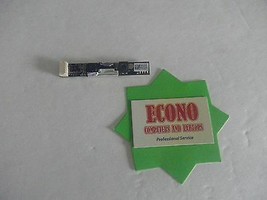 ECONO
COMPUTERS AND REPAIRS
Professional Service